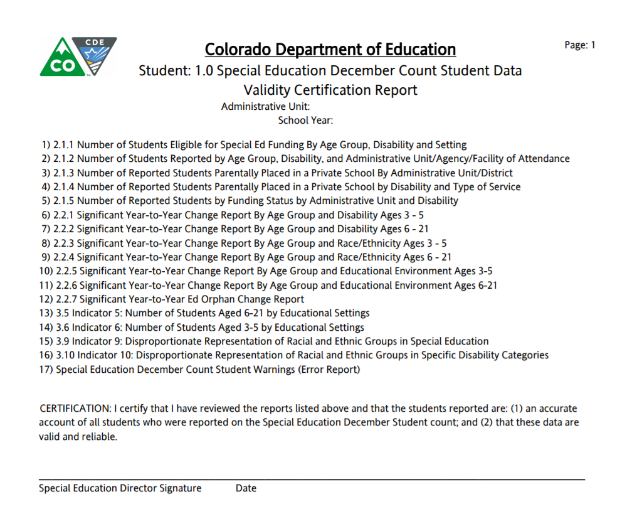 CDE
CO
Colorado Department of Education
Page: 1
Student: 1.0 Special Education December Count Student Data
Validity Certification Report
Administrative Unit:
School Year:
1) 2.1.1 Number of Students Eligible for Special Ed Funding By Age Group, Disability and Setting
2) 2.1.2 Number of Students Reported by Age Group, Disability, and Administrative Unit/Agency/Facility of Attendance
3) 2.1.3 Number of Reported Students Parentally Placed in a Private School By Administrative Unit/District
4) 2.1.4 Number of Reported Students Parentally Placed in a Private School by Disability and Type of Service
5) 2.1.5 Number of Reported Students by Funding Status by Administrative Unit and Disability
6) 2.2.1 Significant Year-to-Year Change Report By Age Group and Disability Ages 3 - 5
7) 2.2.2 Significant Year-to-Year Change Report By Age Group and Disability Ages 6 - 21
8) 2.2.3 Significant Year-to-Year Change Report By Age Group and Race/Ethnicity Ages 3 - 5
9) 2.2.4 Significant Year-to-Year Change Report By Age Group and Race/Ethnicity Ages 6 - 21
10) 2.2.5 Significant Year-to-Year Change Report By Age Group and Educational Environment Ages 3-5
11) 2.2.6 Significant Year-to-Year Change Report By Age Group and Educational Environment Ages 6-21
12) 2.2.7 Significant Year-to-Year Ed Orphan Change Report
13) 3.5 Indicator 5: Number of Students Aged 6-21 by Educational Settings
14) 3.6 Indicator 6: Number of Students Aged 3-5 by Educational Settings
15) 3.9 Indicator 9: Disproportionate Representation of Racial and Ethnic Groups in Special Education
16) 3.10 Indicator 10: Disproportionate Representation of Racial and Ethnic Groups in Specific Disability Categories
17) Special Education December Count Student Warnings (Error Report)
CERTIFICATION: I certify that I have reviewed the reports listed above and that the students reported are: (1) an accurate
account of all students who were reported on the Special Education December Student count; and (2) that these data are
valid and reliable.
Special Education Director Signature Date